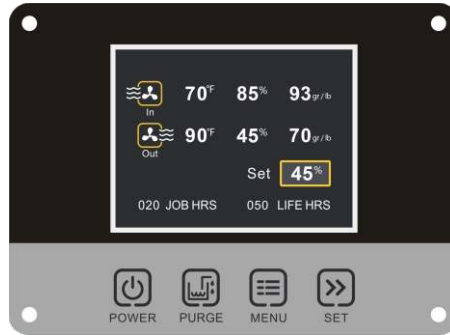 70°F 85% 93gr/lb
In
90°F 45% 70gr/lb
Out
Set 45%
020 JOB HRS 050 LIFE HRS
POWER PURGE MENU SET